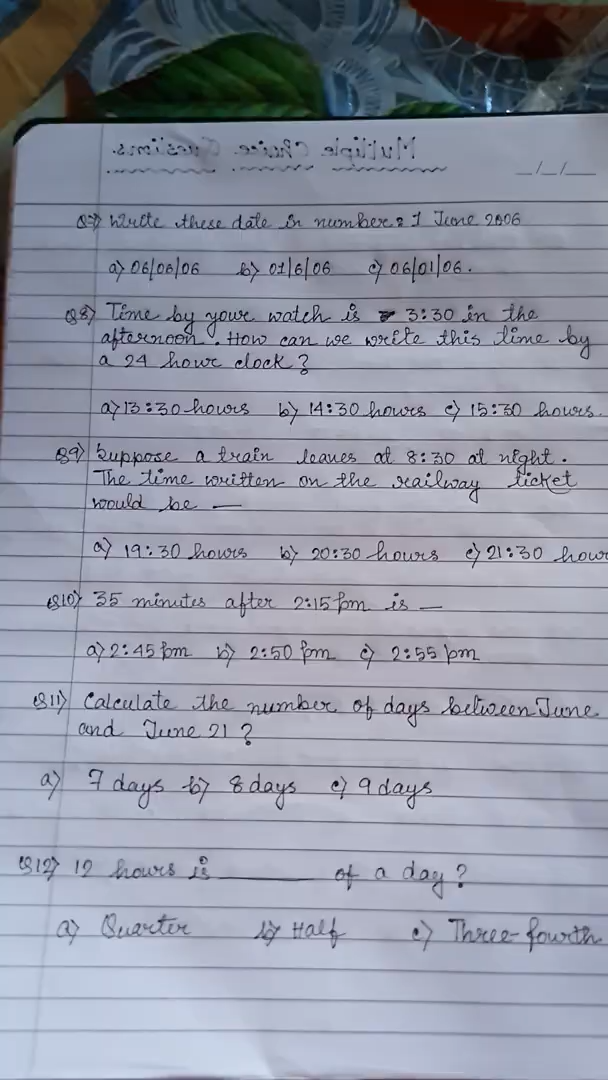 Multiple Choice Questions.
_/_/_
Q7) Write these date in number: 1 June 2006
a) 06/06/06 b) 01/6/06 c) 06/01/06.
Q8) Time by your watch is 3:30 in the
afternoon. How can we write this time by
a 24 hour clock?
a) 13:30 hours b) 14:30 hours c) 15:30 hours.
Q9) Suppose a train leaves at 8:30 at night.
The time written on the railway ticket
would be —
a) 19:30 hours b) 20:30 hours c) 21:30 hour
Q10) 35 minutes after 2:15 pm is —
a) 2:45 pm b) 2:50 pm c) 2:55 pm
Q11) Calculate the number of days between June
and June 21?
a) 7 days b) 8 days c) 9 days
Q12) 12 hours is ______ of a day?
a) Quarter b) Half c) Three-fourth